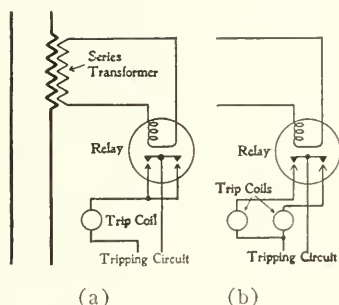 Series
Transformer
Relay
Trip Coil
Tripping Circuit
(a)
Relay
Trip Coils
Tripping Circuit
(b)